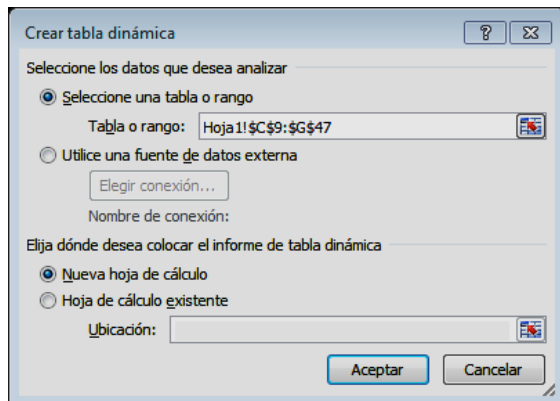 Crear tabla dinámica
Seleccione los datos que desea analizar
Seleccione una tabla o rango
Tabla o rango: Hoja1!$C$9:$G$47
Utilice una fuente de datos externa
Elegir conexión...
Nombre de conexión:
Elija dónde desea colocar el informe de tabla dinámica
Nueva hoja de cálculo
Hoja de cálculo existente
Ubicación:
Aceptar Cancelar